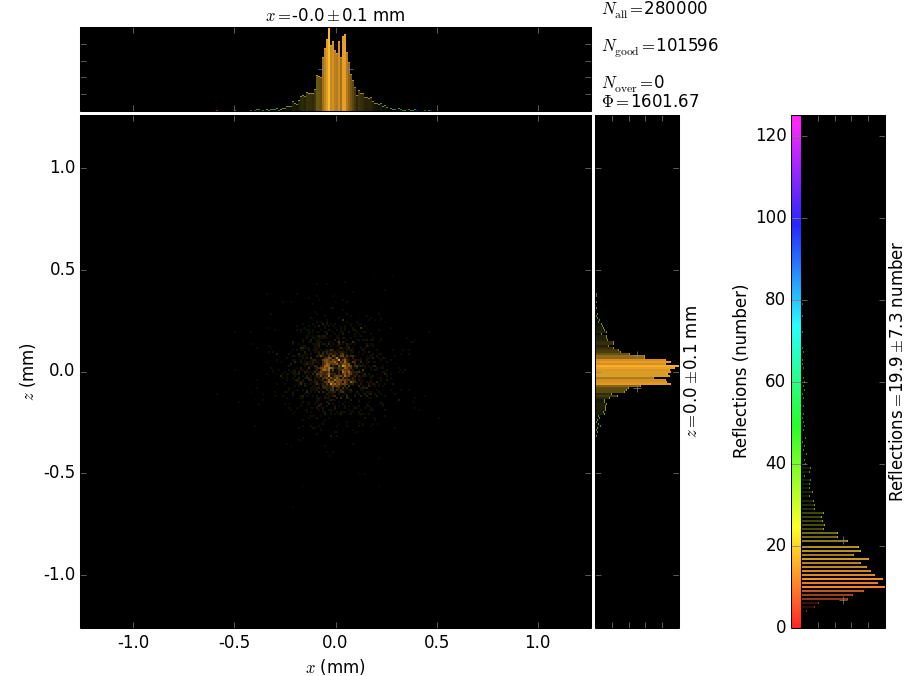 x = -0.0 ± 0.1 mm
N_all = 280000
N_good = 101596
N_over = 0
Φ = 1601.67
1.0
0.5
0.0
-0.5
-1.0
z (mm)
-1.0 -0.5 0.0 0.5 1.0
x (mm)
z = 0.0 ± 0.1 mm
Reflections (number)
120
100
80
60
40
20
0
Reflections = 19.9 ± 7.3 number